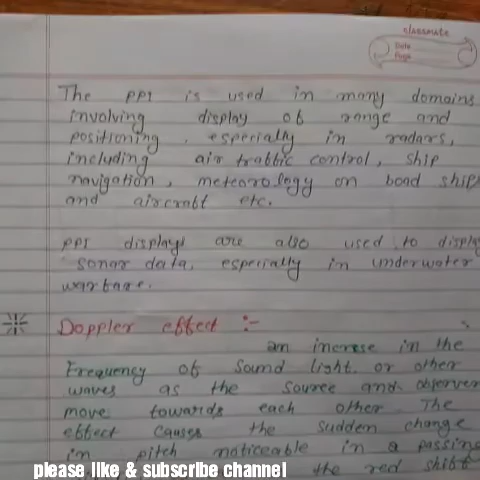 classmate
Date
Page
The PPI is used in many domains
involving display of range and
positioning, especially in radars,
including air traffic control, ship
navigation, meteorology on boad ship
and aircraft etc.
PPI displays are also used to display
sonar data, especially in underwater
warfare.
Doppler effect :-
an increse in the
Frequency of sound light or other
waves as the source and observer
move towards each other. The
effect causes the sudden change
in pitch noticeable in a passing
the red shift
please like & subscribe channel